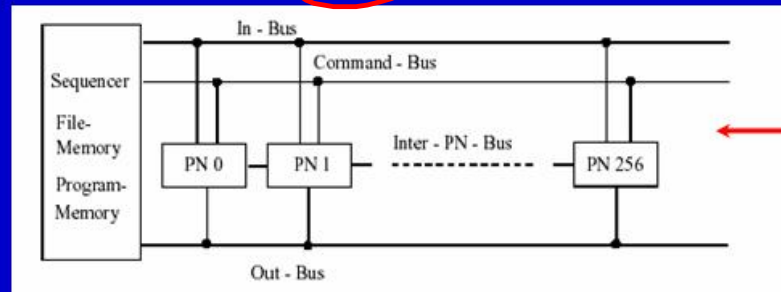 In - Bus
Command - Bus
Sequencer
File-
Memory
Program-
Memory
PN 0
PN 1
Inter - PN - Bus
PN 256
Out - Bus